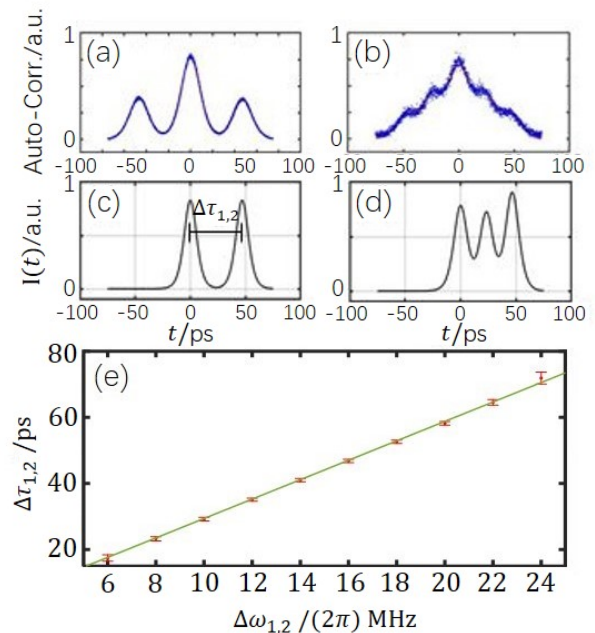 (a)
(b)
Auto-Corr./a.u.
1
0
-100 -50 0 50 100
1
0
-100 -50 0 50 100
(c)
(d)
Δτ₁,₂
I(t)/a.u.
1
0
-100 -50 0 50 100
t/ps
1
0
-100 -50 0 50 100
t/ps
(e)
Δτ₁,₂ /ps
80
60
40
20
6 8 10 12 14 16 18 20 22 24
Δω₁,₂ /(2π) MHz